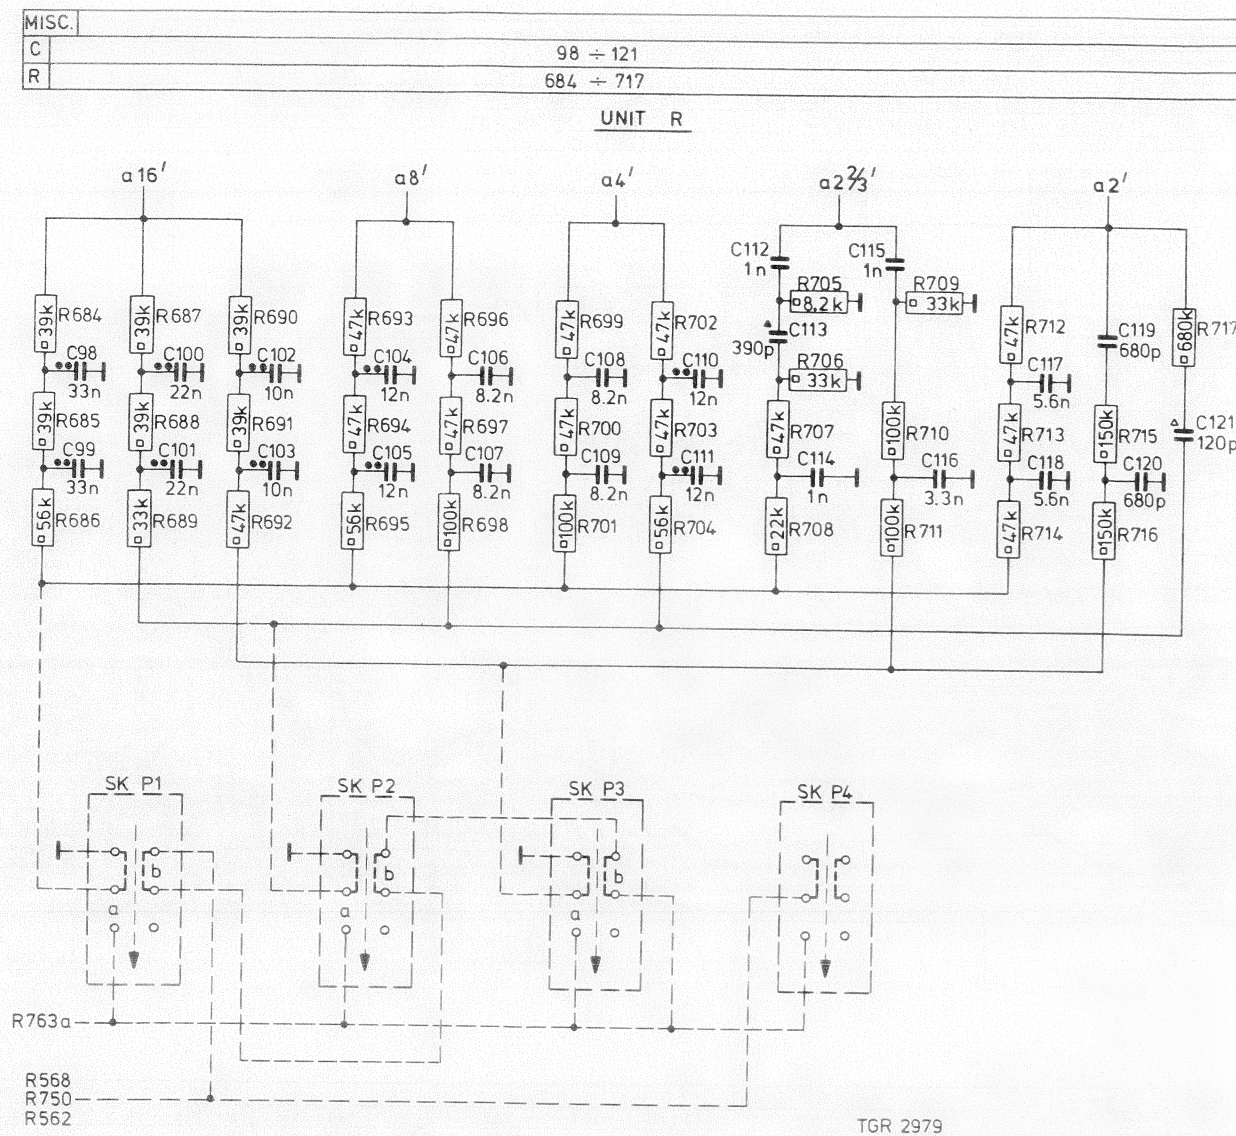 MISC.
C 98 ÷ 121
R 684 ÷ 717
UNIT R
a16' a8' a4' a2⅔' a2'
C112 1n C115 1n
R705 8.2k R709 33k
39k R684 39k R687 39k R690 47k R693 47k R696 47k R699 47k R702 C113 390p 47k R712 C119 680p 680k R717
C98 33n C100 22n C102 10n C104 12n C106 8.2n C108 8.2n C110 12n R706 33k C117 5.6n
39k R685 39k R688 39k R691 47k R694 47k R697 47k R700 47k R703 47k R707 100k R710 47k R713 150k R715 C121 120p
C99 33n C101 22n C103 10n C105 12n C107 8.2n C109 8.2n C111 12n C114 1n C116 3.3n C118 5.6n C120 680p
56k R686 33k R689 47k R692 56k R695 100k R698 100k R701 56k R704 22k R708 100k R711 47k R714 150k R716
SK P1 SK P2 SK P3 SK P4
b b b
a a a
R763a
R568
R750
R562
TGR 2979